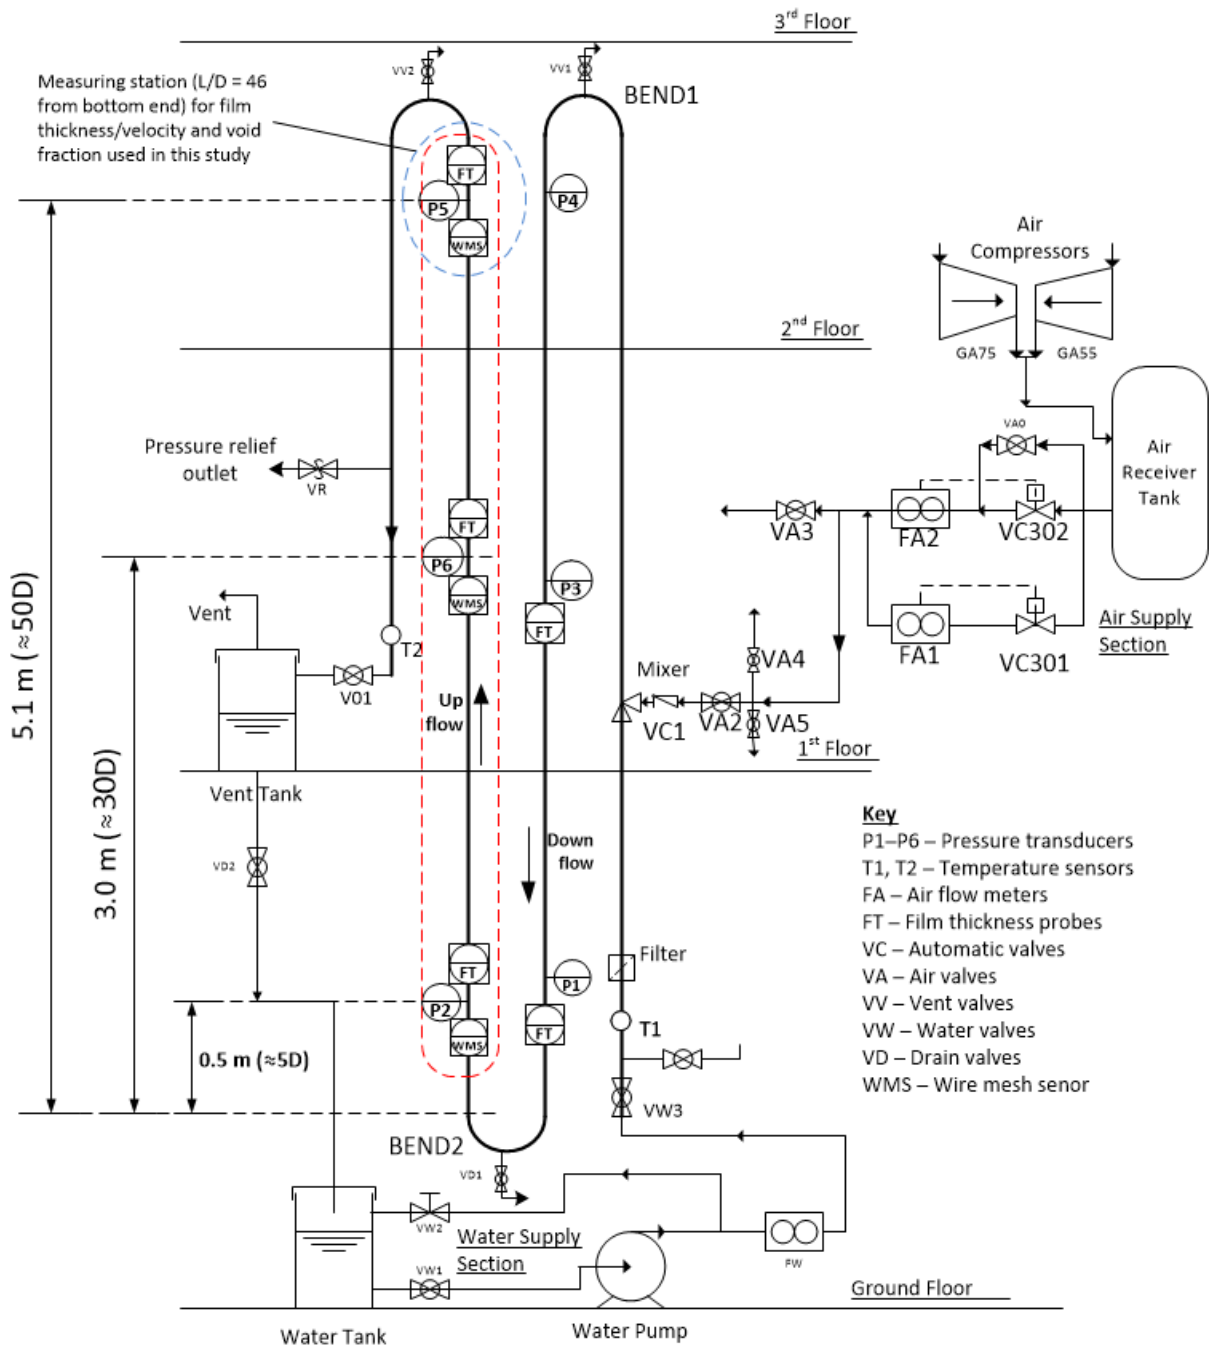 3rd Floor
VV2
VV1
Measuring station (L/D = 46
from bottom end) for film
thickness/velocity and void
fraction used in this study
BEND1
FT
P5
P4
WMS
Air
Compressors
2nd Floor
GA75
GA55
Pressure relief
outlet
VR
VA0
Air
Receiver
Tank
FT
VA3
FA2
VC302
P6
P3
WMS
FT
Vent
T2
V01
FA1
VC301
Air Supply
Section
Mixer
VA4
Up
flow
VC1
VA2
VA5
5.1 m (≈50D)
1st Floor
Vent Tank
3.0 m (≈30D)
VD2
Down
flow
Key
P1–P6 – Pressure transducers
T1, T2 – Temperature sensors
FA – Air flow meters
FT – Film thickness probes
VC – Automatic valves
VA – Air valves
VV – Vent valves
VW – Water valves
VD – Drain valves
WMS – Wire mesh senor
Filter
FT
P1
P2
T1
FT
WMS
0.5 m (≈5D)
VW3
BEND2
VD1
VW2
Water Supply
Section
VW1
FW
Ground Floor
Water Tank
Water Pump